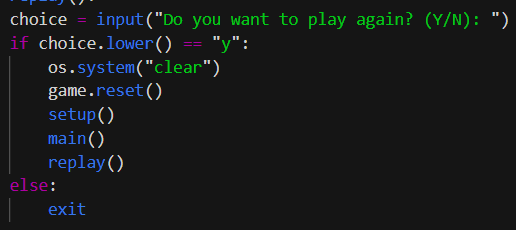 choice = input("Do you want to play again? (Y/N): ")
if choice.lower() == "y":
    os.system("clear")
    game.reset()
    setup()
    main()
    replay()
else:
    exit